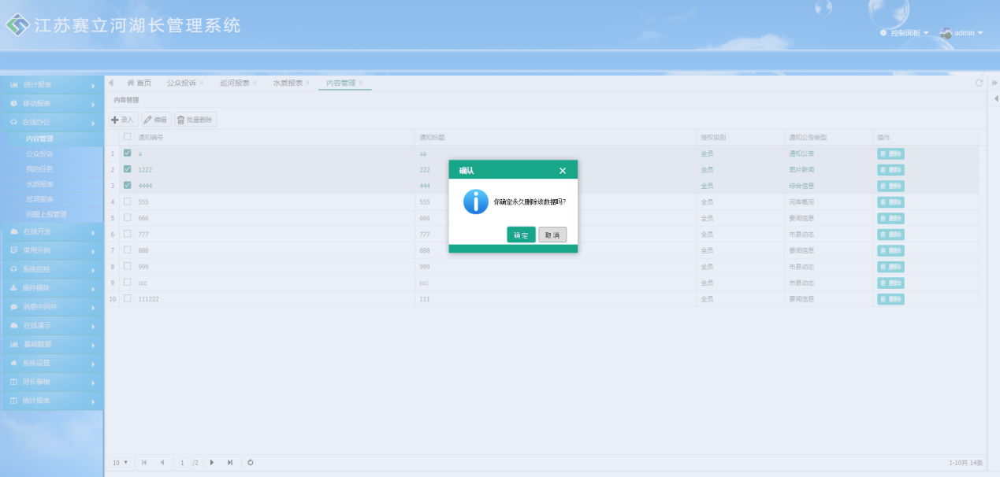 江苏赛立河湖长管理系统
控制面板 admin
统计报表
移动报表
在线办公
内容管理
公众投诉
我的任务
水质报表
巡河报表
问题上报管理
在线开发
常用示例
系统监控
插件模块
消息中间件
在线演示
基础数据
系统设置
河长事物
统计报表
首页 公众投诉 × 巡河报表 × 水质报表 × 内容管理 ×
内容管理
录入 编辑 批量删除
通知编号 通知标题 授权级别 通知公告类型 操作
1 a aa 全员 通知公告 删除
2 1222 222 全员 图片新闻 删除
3 4444 444 全员 综合信息 删除
4 555 555 全员 河库概况 删除
5 666 666 全员 要闻信息 删除
6 777 777 全员 市县动态 删除
7 888 888 全员 要闻信息 删除
8 999 999 全员 市县动态 删除
9 ccc ccc 全员 市县动态 删除
10 111222 111 全员 要闻信息 删除
确认 ×
你确定永久删除该数据吗?
确定 取消
10 1 /2 1-10共 14条